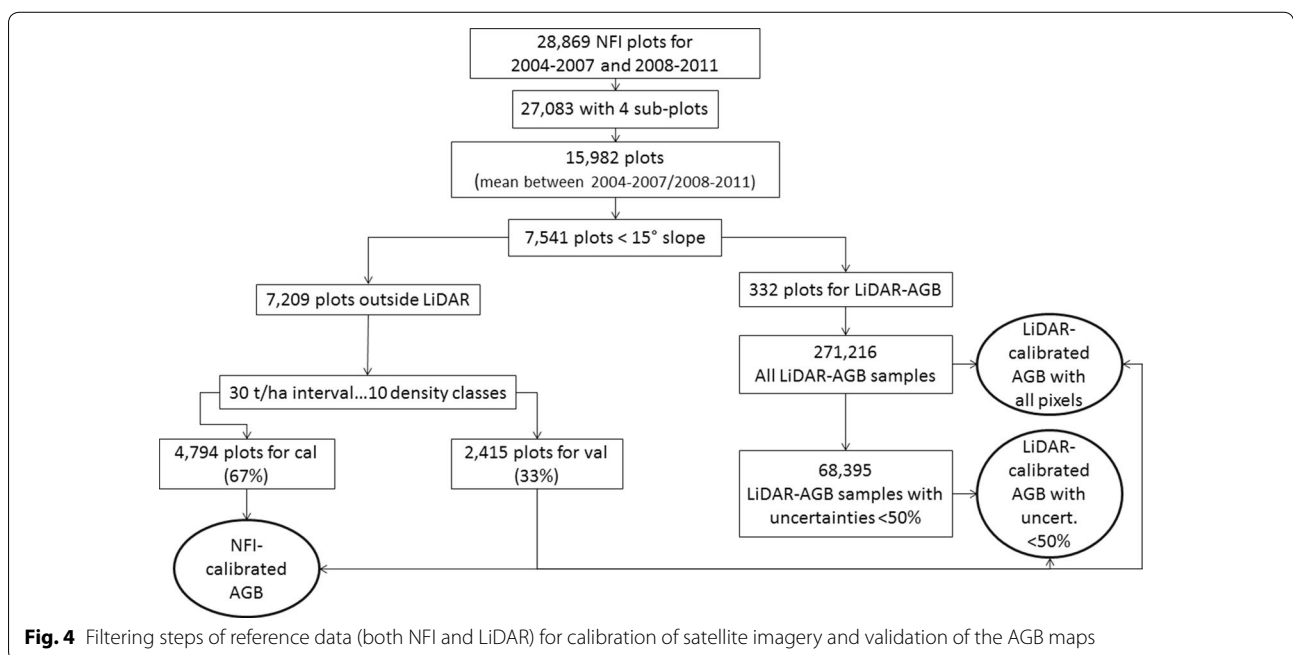 28,869 NFI plots for
2004-2007 and 2008-2011
27,083 with 4 sub-plots
15,982 plots
(mean between 2004-2007/2008-2011)
7,541 plots < 15° slope
7,209 plots outside LiDAR
332 plots for LiDAR-AGB
271,216
All LiDAR-AGB samples
LiDAR-
calibrated
AGB with
all pixels
30 t/ha interval...10 density classes
4,794 plots for cal
(67%)
2,415 plots for val
(33%)
68,395
LiDAR-AGB samples with
uncertainties <50%
LiDAR-
calibrated
AGB with
uncert.
<50%
NFI-
calibrated
AGB
Fig. 4 Filtering steps of reference data (both NFI and LiDAR) for calibration of satellite imagery and validation of the AGB maps